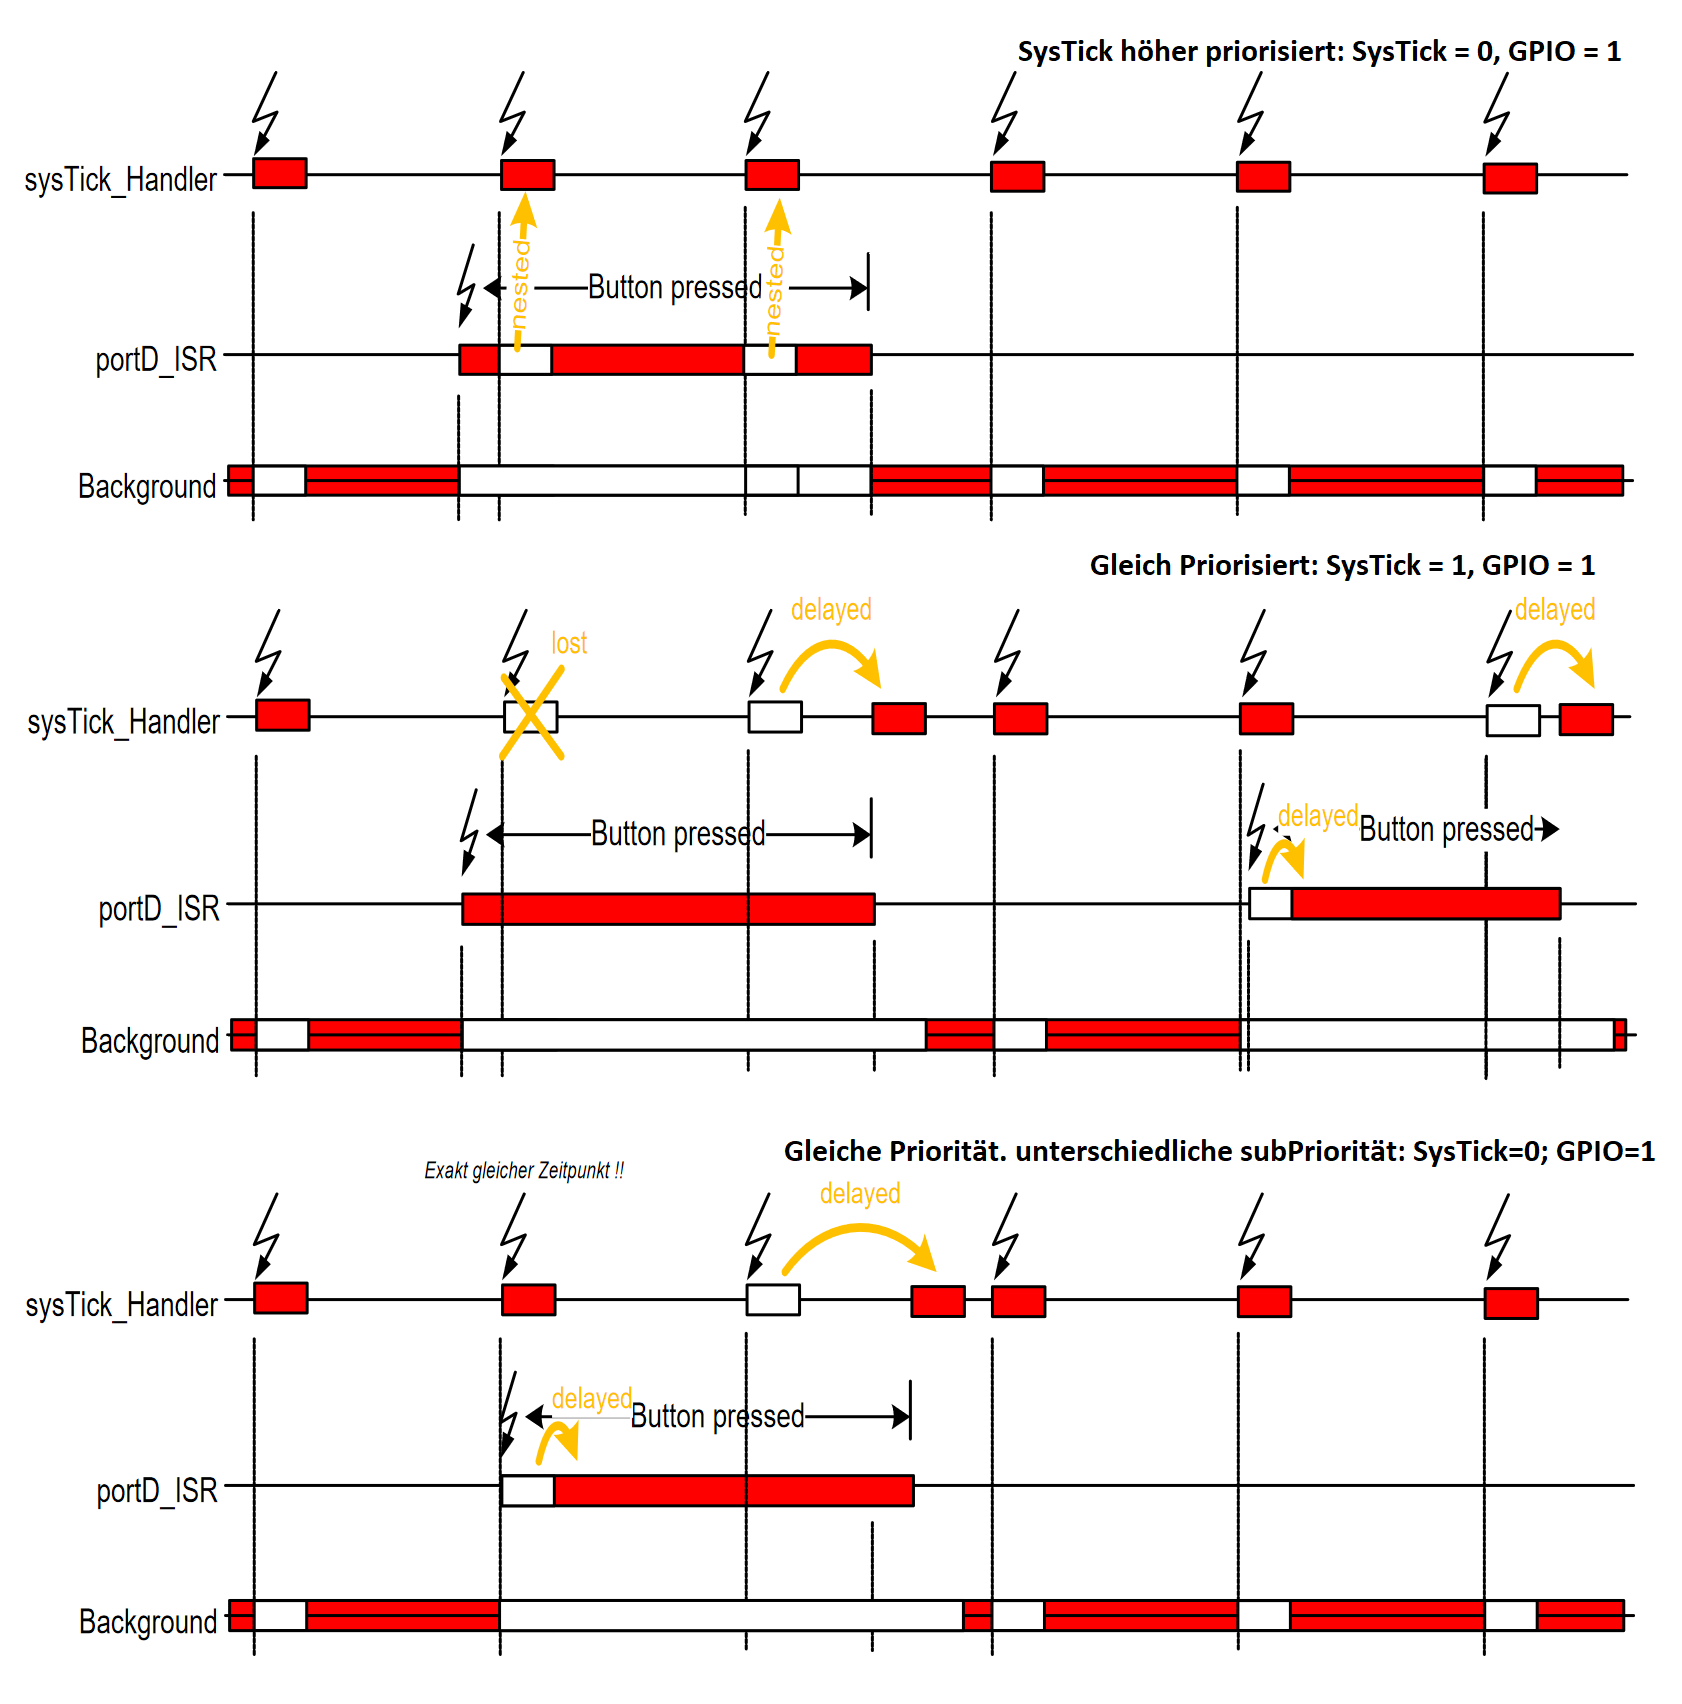 SysTick höher priorisiert: SysTick = 0, GPIO = 1
sysTick_Handler
nested
nested
Button pressed
portD_ISR
Background
Gleich Priorisiert: SysTick = 1, GPIO = 1
delayed
delayed
lost
sysTick_Handler
delayed
Button pressed
Button pressed
portD_ISR
Background
Gleiche Priorität. unterschiedliche subPriorität: SysTick=0; GPIO=1
Exakt gleicher Zeitpunkt !!
delayed
sysTick_Handler
delayed
Button pressed
portD_ISR
Background